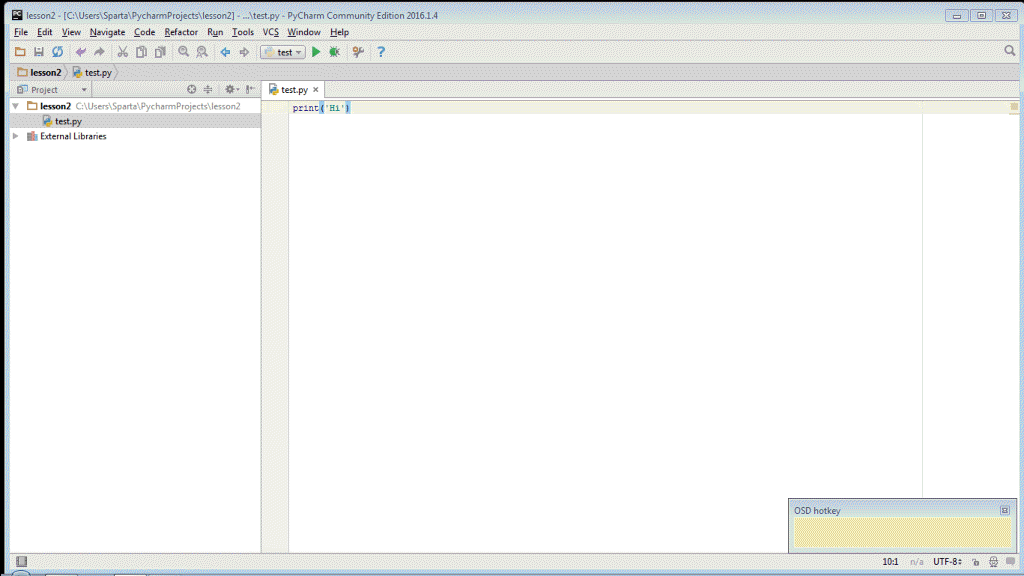 PC lesson2 - [C:\Users\Sparta\PycharmProjects\lesson2] - ...\test.py - PyCharm Community Edition 2016.1.4
File Edit View Navigate Code Refactor Run Tools VCS Window Help
test
lesson2 test.py
Project
test.py
lesson2 C:\Users\Sparta\PycharmProjects\lesson2
print('Hi')
test.py
External Libraries
OSD hotkey
10:1 n/a UTF-8